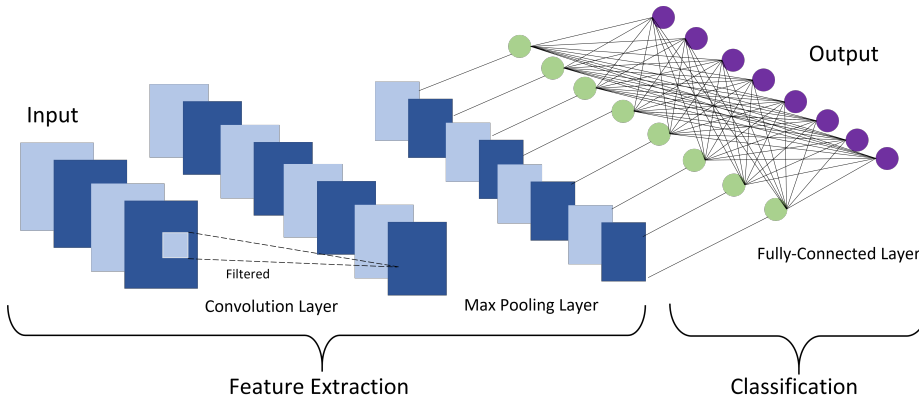 Input
Output
Filtered
Fully-Connected Layer
Convolution Layer
Max Pooling Layer
Feature Extraction
Classification